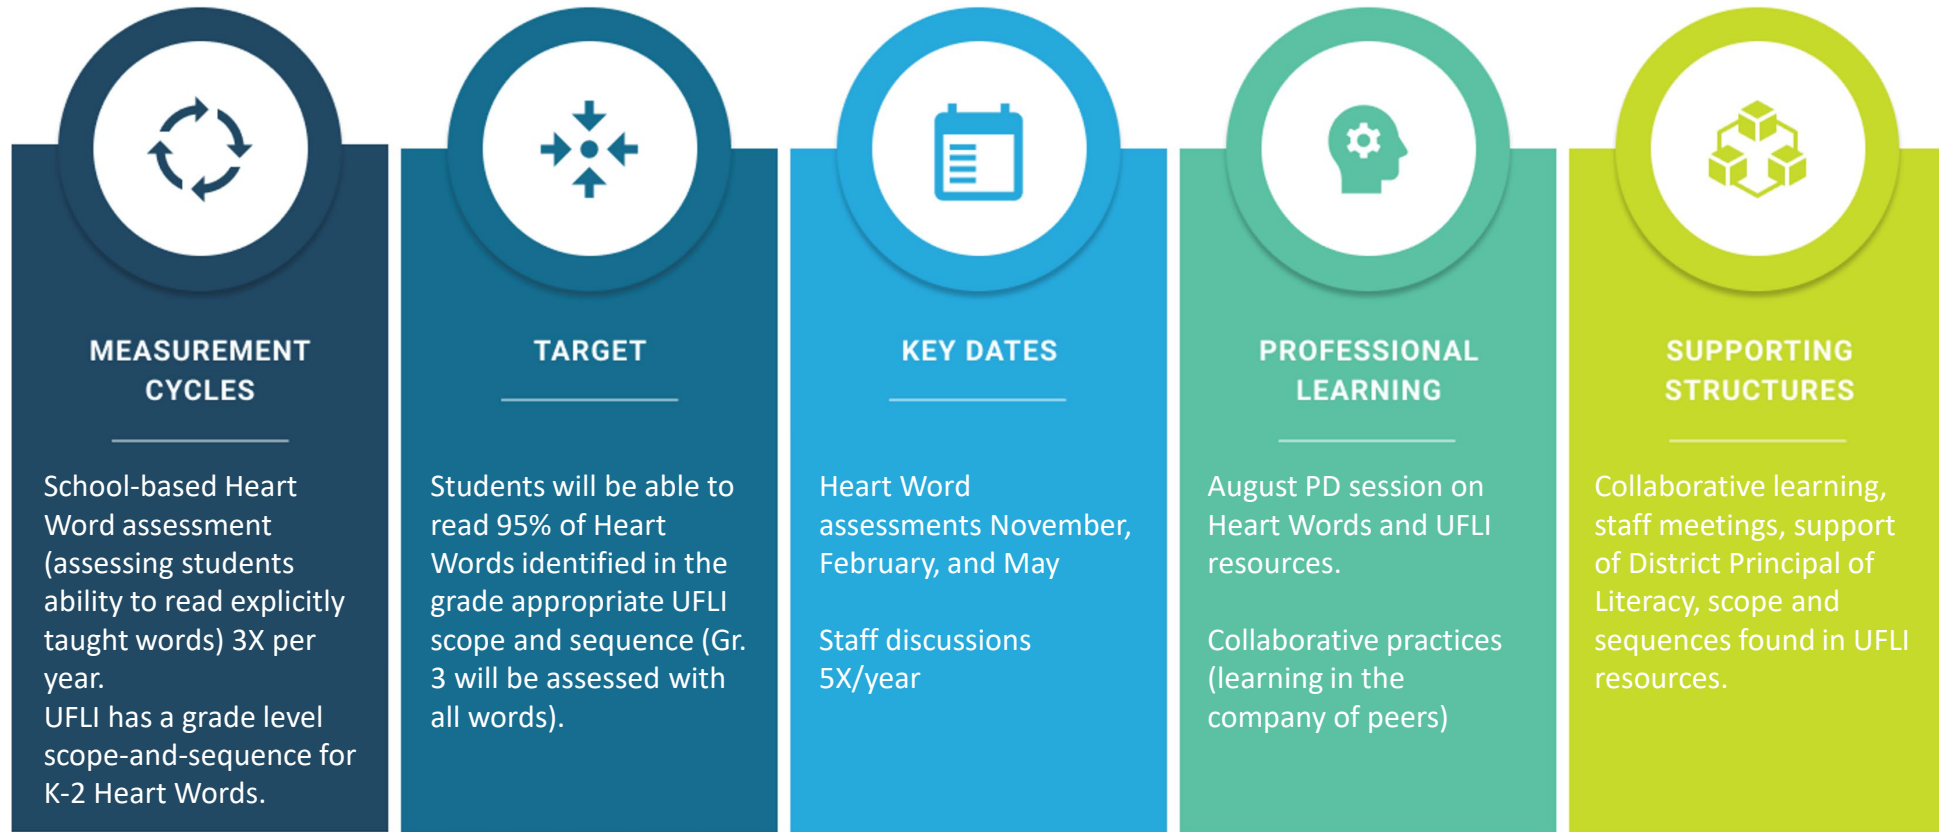 MEASUREMENT
CYCLES
School-based Heart
Word assessment
(assessing students
ability to read explicitly
taught words) 3X per
year.
UFLI has a grade level
scope-and-sequence for
K-2 Heart Words.
TARGET
Students will be able to
read 95% of Heart
Words identified in the
grade appropriate UFLI
scope and sequence (Gr.
3 will be assessed with
all words).
KEY DATES
Heart Word
assessments November,
February, and May
Staff discussions
5X/year
PROFESSIONAL
LEARNING
August PD session on
Heart Words and UFLI
resources.
Collaborative practices
(learning in the
company of peers)
SUPPORTING
STRUCTURES
Collaborative learning,
staff meetings, support
of District Principal of
Literacy, scope and
sequences found in UFLI
resources.